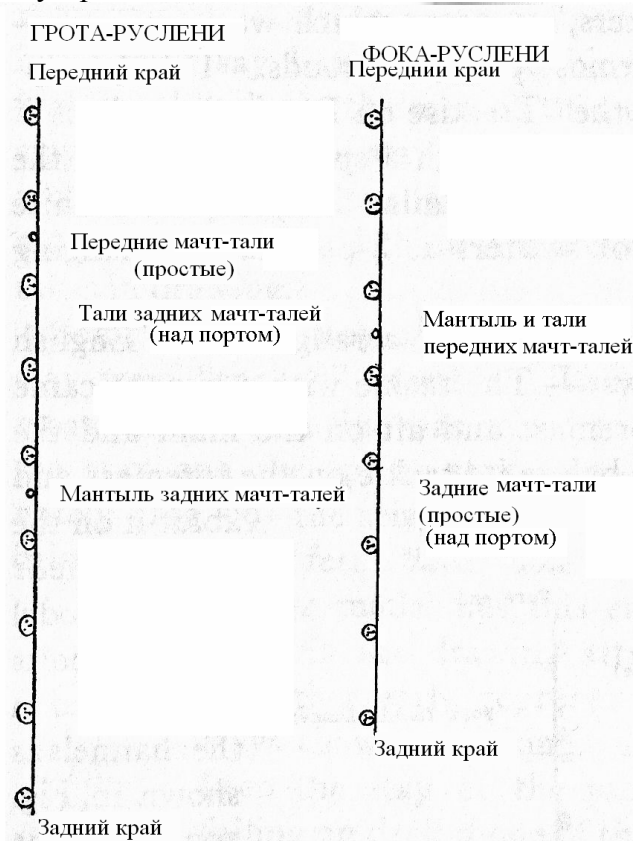 ГРОТА-РУСЛЕНИ
Передний край
Передние мачт-тали
(простые)
Тали задних мачт-талей
(над портом)
Мантыль задних мачт-талей
Задний край
ФОКА-РУСЛЕНИ
Передний край
Мантыль и тали
передних мачт-талей
Задние мачт-тали
(простые)
(над портом)
Задний край